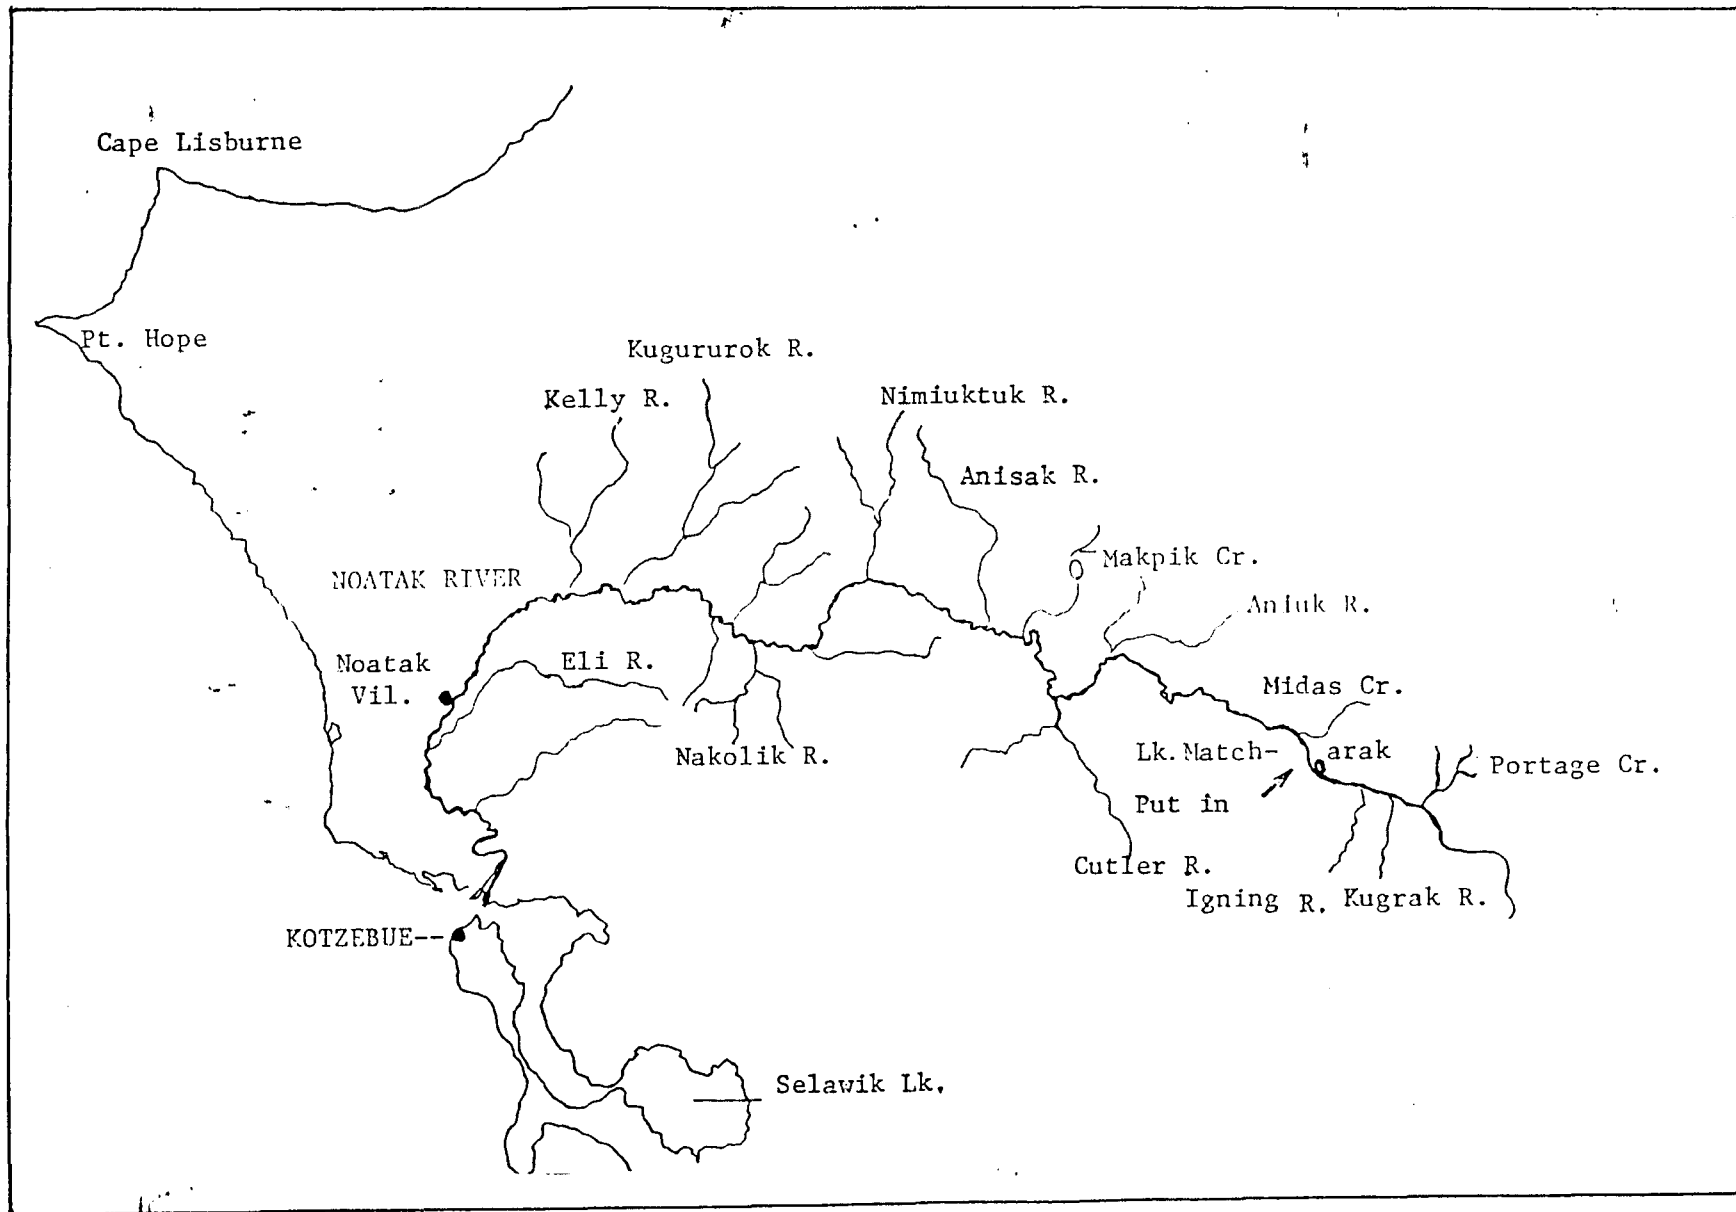 Cape Lisburne
Pt. Hope
Kugururok R.
Kelly R.
Nimiuktuk R.
Anisak R.
Makpik Cr.
NOATAK RIVER
Aniuk R.
Noatak
Vil.
Eli R.
Midas Cr.
Nakolik R.
Lk. Match- arak
Portage Cr.
Put in
Cutler R.
Igning R. Kugrak R.
KOTZEBUE--
Selawik Lk.